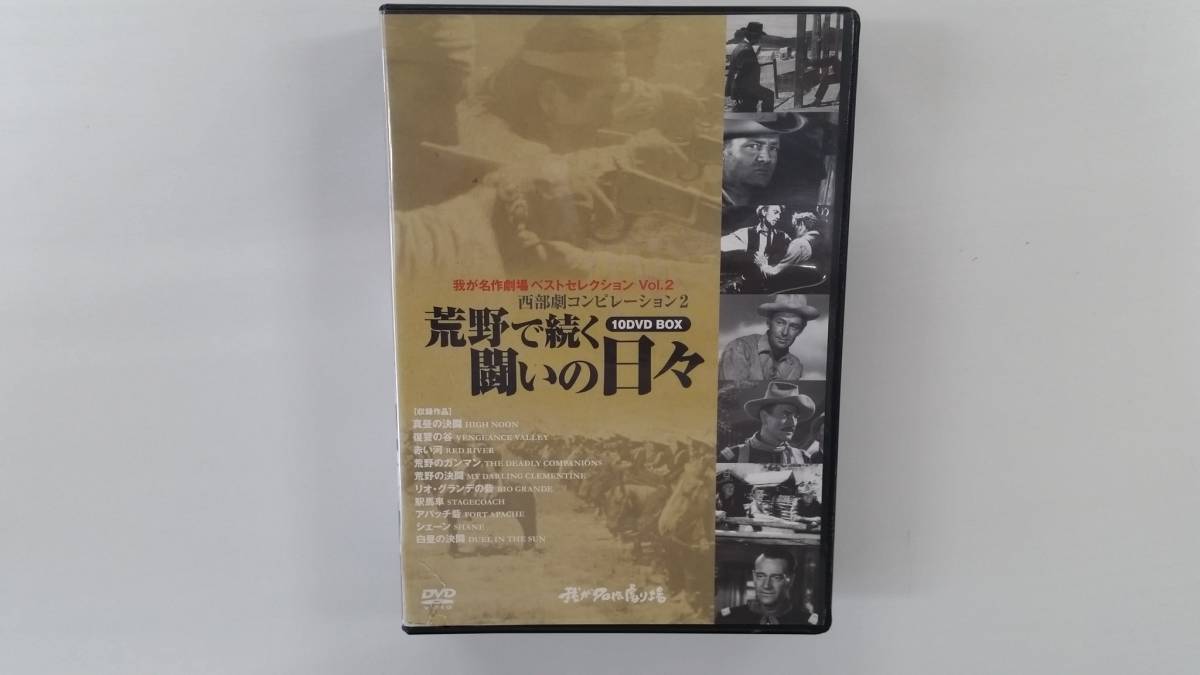 我が名作劇場 ベストセレクション Vol.2
西部劇コンピレーション2
荒野で続く
10DVD BOX
闘いの日々
[収録作品]
真昼の決闘 HIGH NOON
復讐の谷 VENGEANCE VALLEY
赤い河 RED RIVER
荒野のガンマン THE DEADLY COMPANIONS
荒野の決闘 MY DARLING CLEMENTINE
リオ・グランデの砦 RIO GRANDE
駅馬車 STAGECOACH
アパッチ砦 FORT APACHE
シェーン SHANE
白昼の決闘 DUEL IN THE SUN
DVD
VIDEO
我が名作劇場